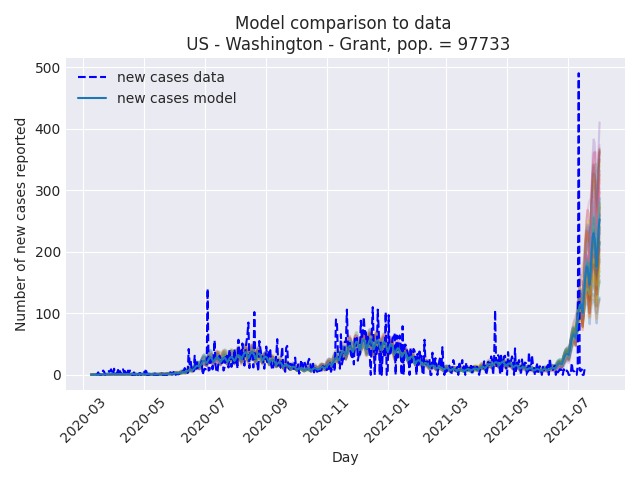 Model comparison to data
US - Washington - Grant, pop. = 97733
new cases data
new cases model
Number of new cases reported
500
400
300
200
100
0
2020-03
2020-05
2020-07
2020-09
2020-11
2021-01
2021-03
2021-05
2021-07
Day